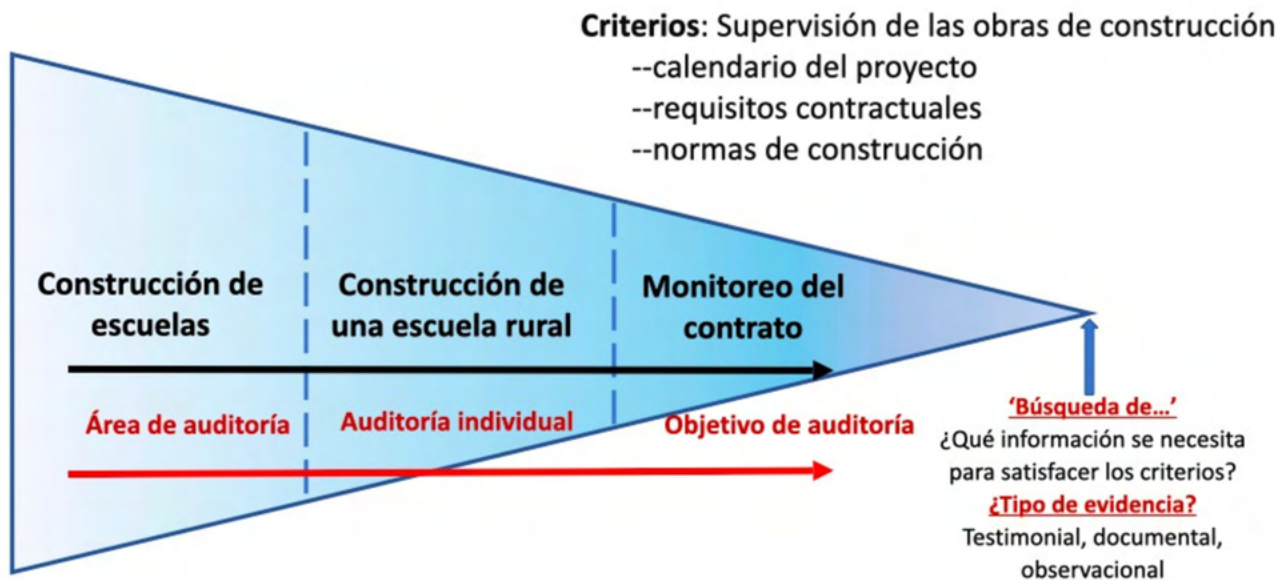 Criterios: Supervisión de las obras de construcción
--calendario del proyecto
--requisitos contractuales
--normas de construcción
Construcción de
escuelas
Construcción de
una escuela rural
Monitoreo del
contrato
Área de auditoría
Auditoría individual
Objetivo de auditoría
‘Búsqueda de…’
¿Qué información se necesita
para satisfacer los criterios?
¿Tipo de evidencia?
Testimonial, documental,
observacional